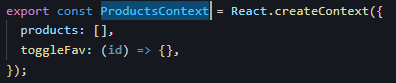 export const ProductsContext = React.createContext({
  products: [],
  toggleFav: (id) => {},
});